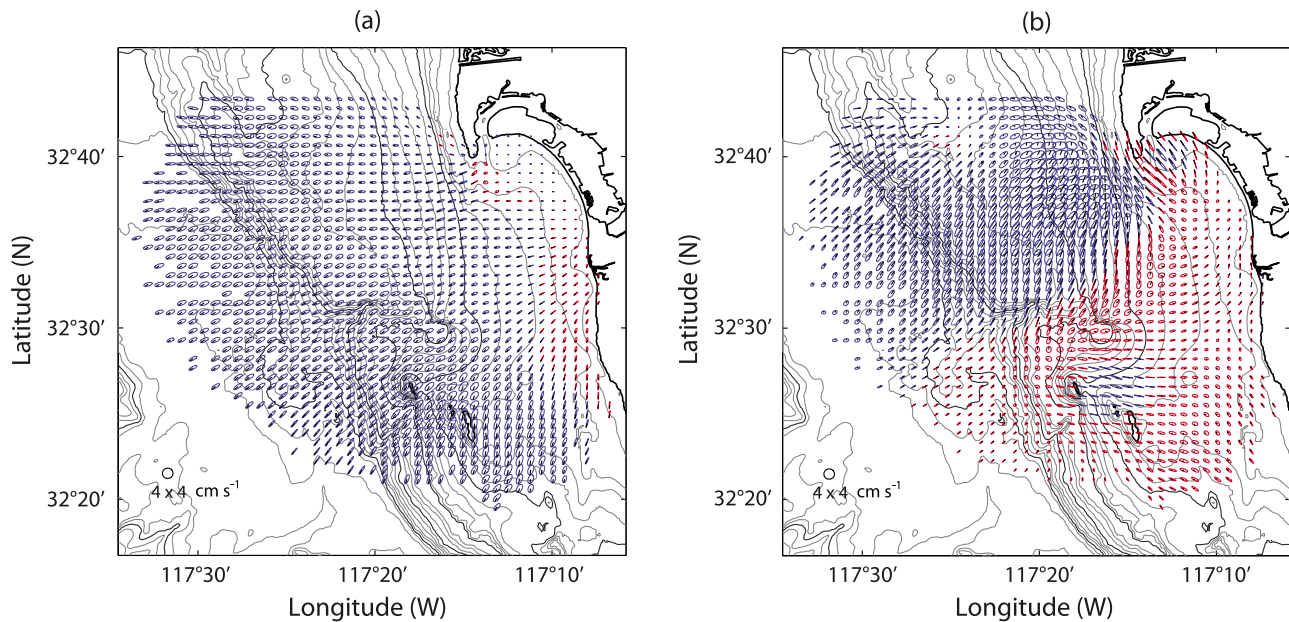 (a)
(b)
32°40′
32°30′
32°20′
Latitude (N)
4 x 4 cm s⁻¹
117°30′ 117°20′ 117°10′
Longitude (W)
32°40′
32°30′
32°20′
Latitude (N)
4 x 4 cm s⁻¹
117°30′ 117°20′ 117°10′
Longitude (W)